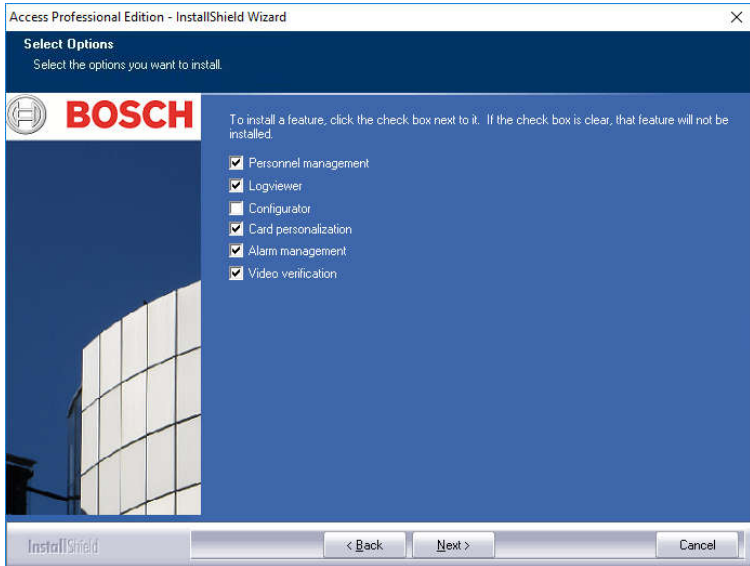 Access Professional Edition - InstallShield Wizard
Select Options
Select the options you want to install.
BOSCH
To install a feature, click the check box next to it. If the check box is clear, that feature will not be
installed.
Personnel management
Logviewer
Configurator
Card personalization
Alarm management
Video verification
InstallShield
< Back
Next >
Cancel